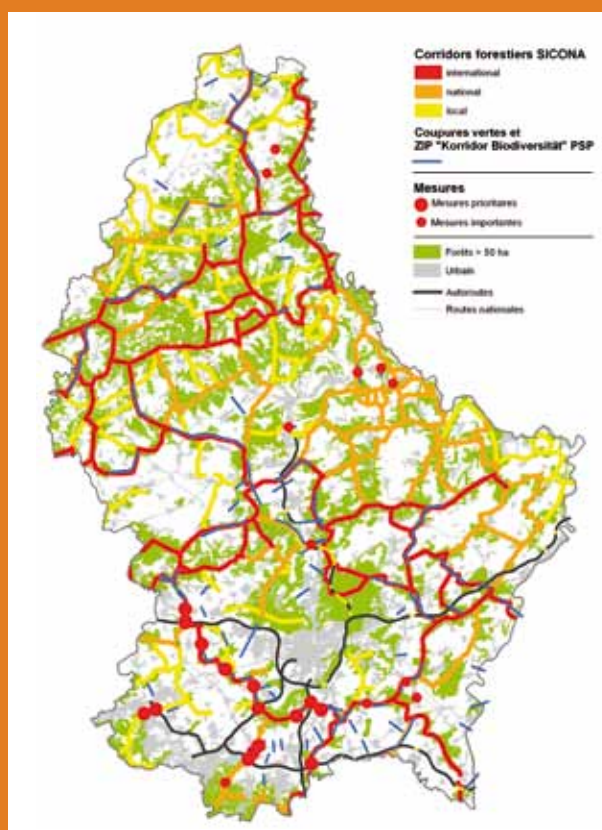 Corridors forestiers SICONA
international
national
local
Coupures vertes et
ZIP "Korridor Biodiversität" PSP
Mesures
Mesures prioritaires
Mesures importantes
Forêts > 50 ha
Urbain
Autoroutes
Routes nationales